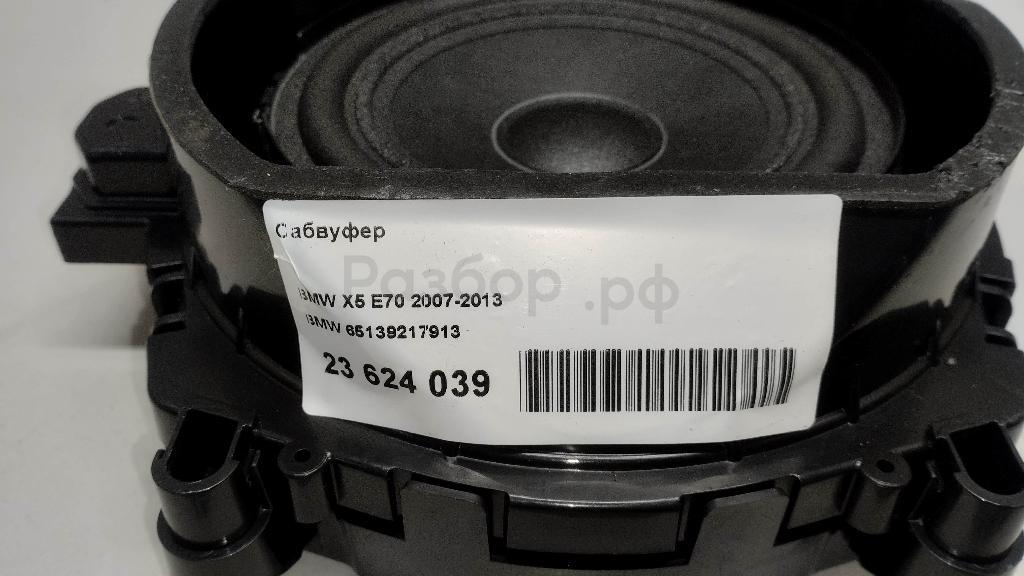 Сабвуфер
Разбор.рф
BMW X5 E70 2007-2013
BMW 65139217913
23 624 039